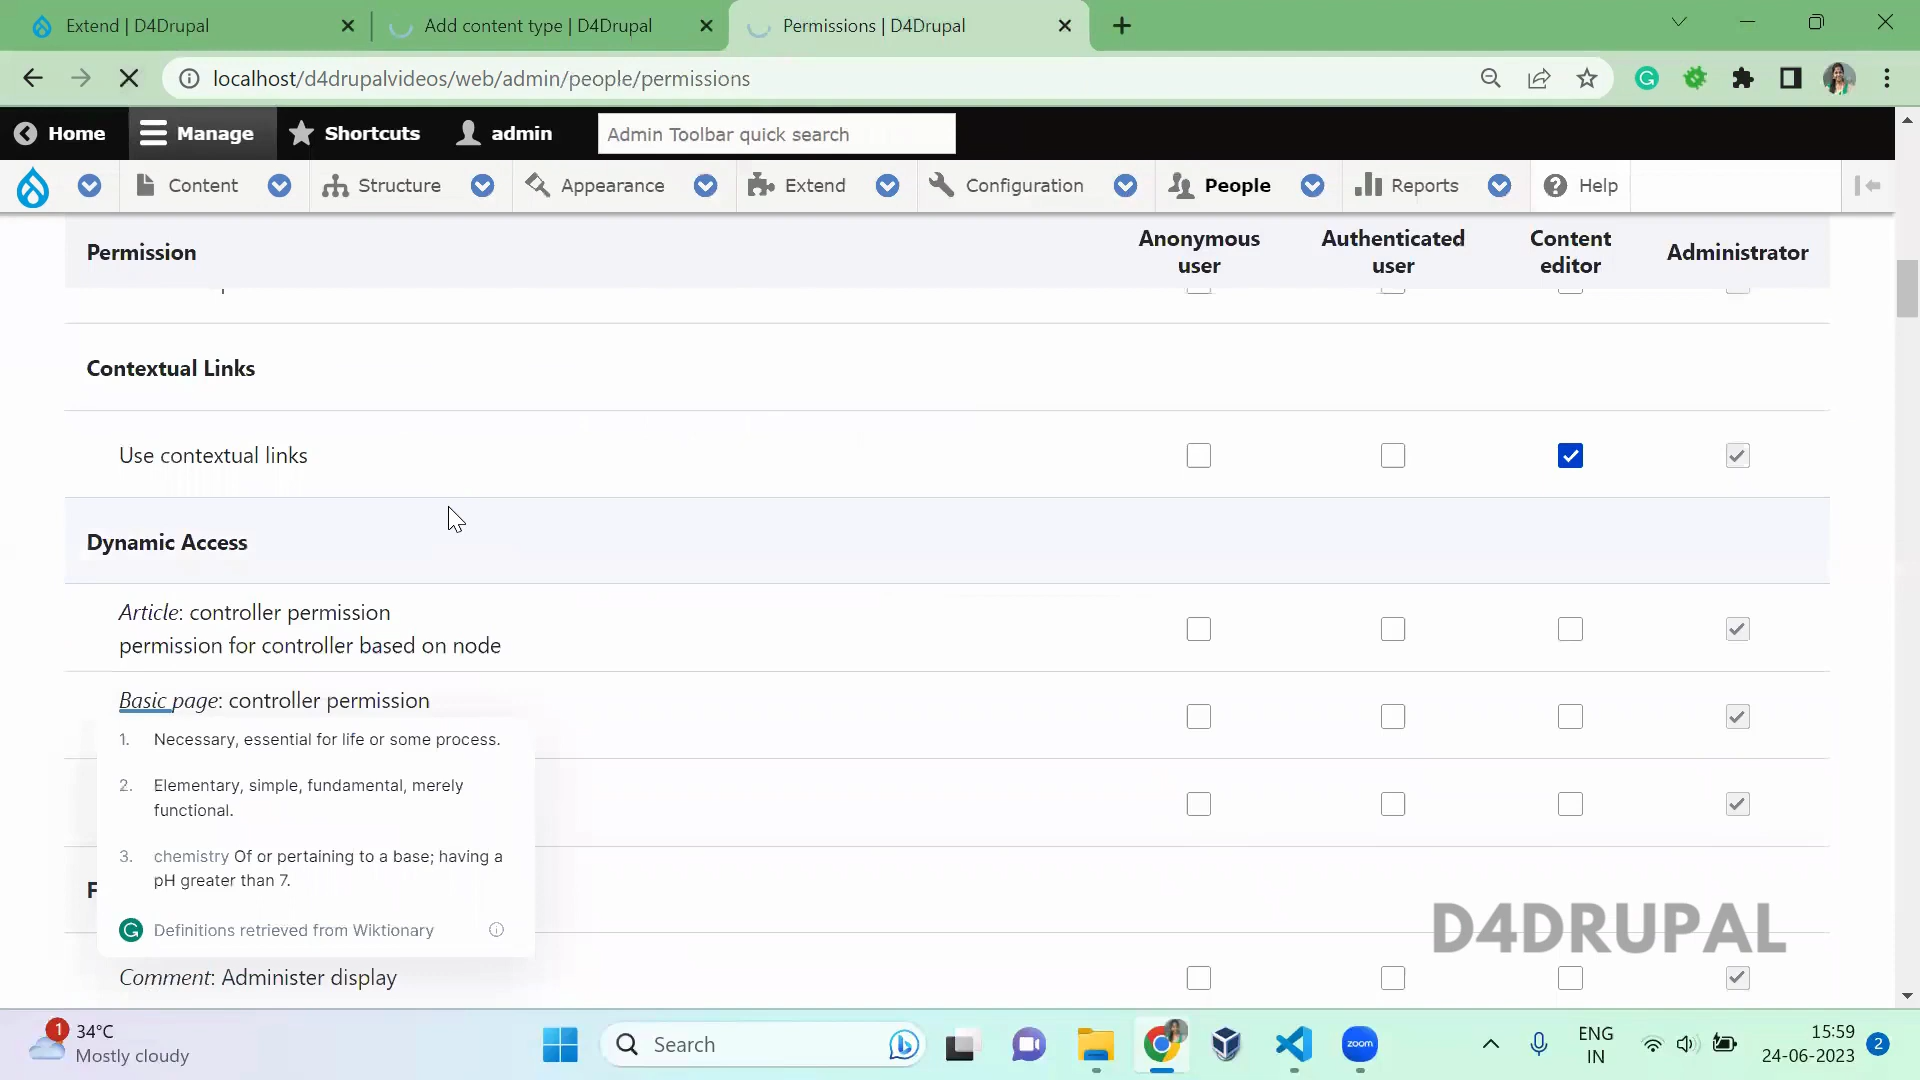 Extend | D4Drupal
Add content type | D4Drupal
Permissions | D4Drupal
localhost/d4drupalvideos/web/admin/people/permissions
Home
Manage
Shortcuts
admin
Admin Toolbar quick search
Content
Structure
Appearance
Extend
Configuration
People
Reports
Help
Permission
Anonymous user
Authenticated user
Content editor
Administrator
Contextual Links
Use contextual links
Dynamic Access
Article: controller permission
permission for controller based on node
Basic page: controller permission
1. Necessary, essential for life or some process.
2. Elementary, simple, fundamental, merely
functional.
3. chemistry Of or pertaining to a base; having a
pH greater than 7.
Definitions retrieved from Wiktionary
Comment: Administer display
D4DRUPAL
1
34°C
Mostly cloudy
Search
zoom
ENG
IN
15:59
24-06-2023
2